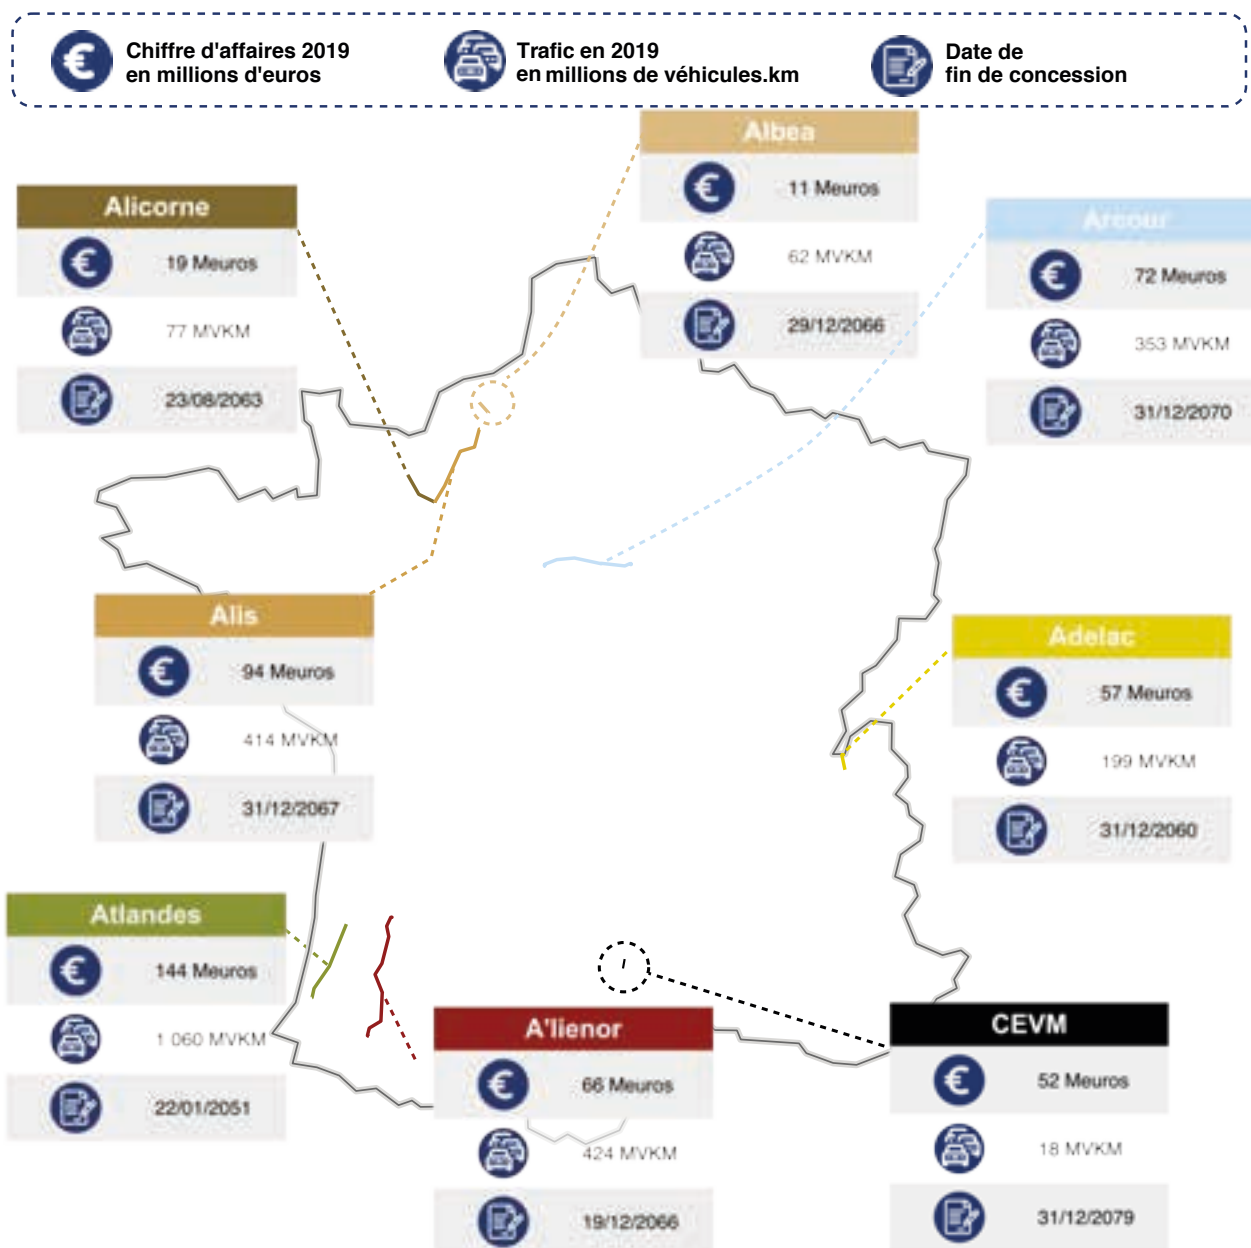 Chiffre d'affaires 2019
en millions d'euros
Trafic en 2019
en millions de véhicules.km
Date de
fin de concession
Albea
11 Meuros
62 MVKM
29/12/2066
Alicorne
19 Meuros
77 MVKM
23/08/2063
Arcour
72 Meuros
353 MVKM
31/12/2070
Alis
94 Meuros
414 MVKM
31/12/2067
Adelac
57 Meuros
199 MVKM
31/12/2060
Atlandes
144 Meuros
1 060 MVKM
22/01/2051
A'lienor
66 Meuros
424 MVKM
19/12/2066
CEVM
52 Meuros
18 MVKM
31/12/2079